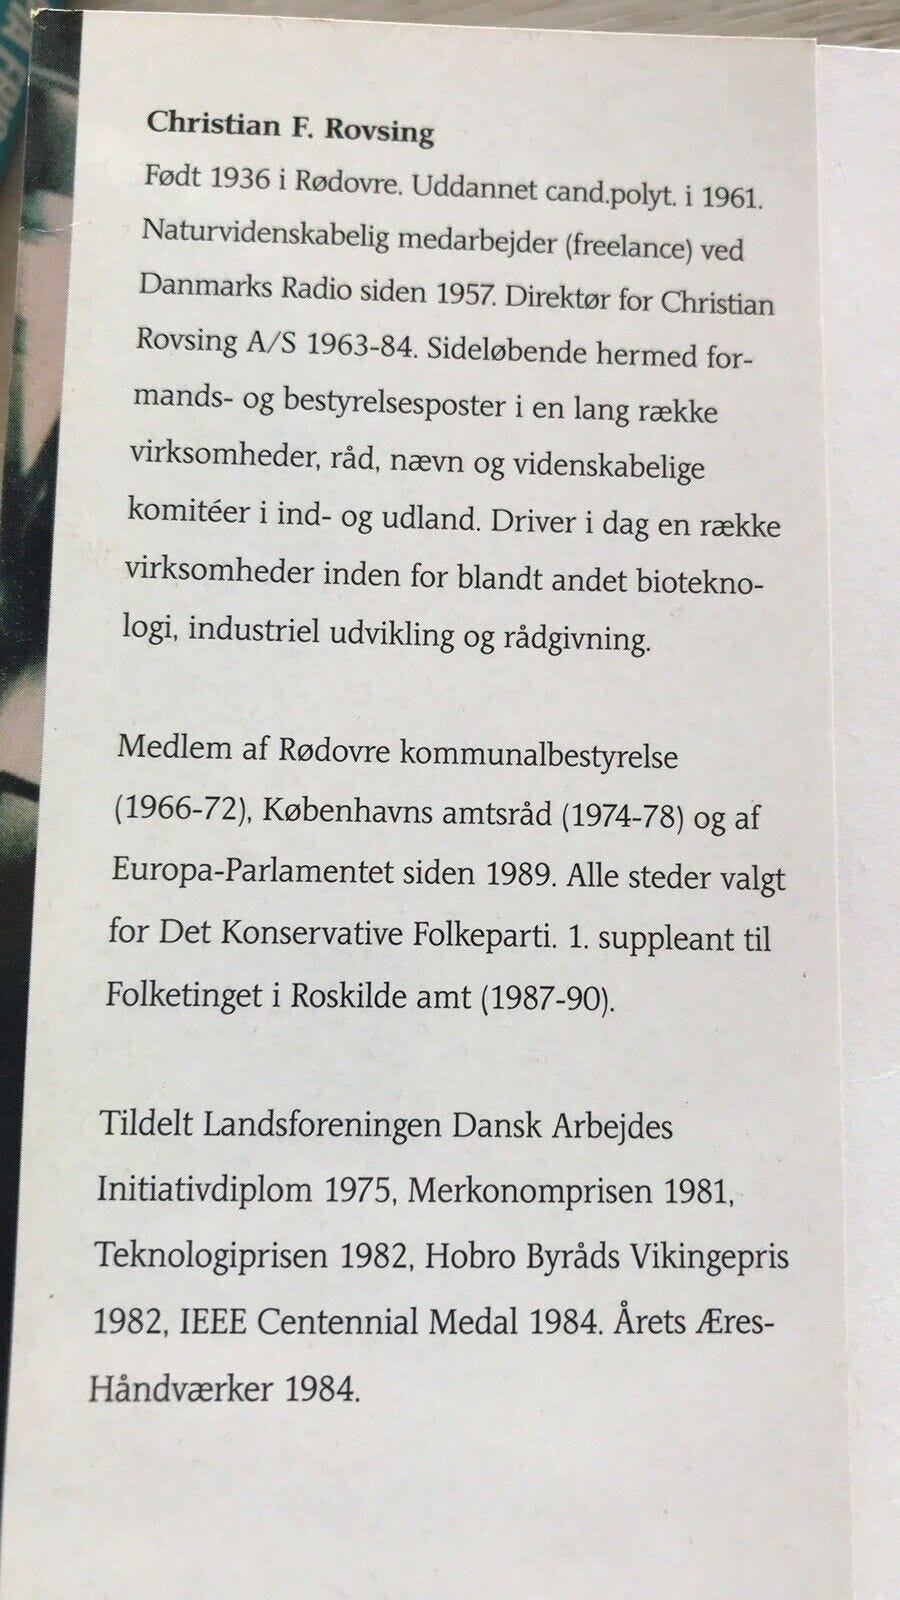 Christian F. Rovsing
Født 1936 i Rødovre. Uddannet cand.polyt. i 1961.
Naturvidenskabelig medarbejder (freelance) ved
Danmarks Radio siden 1957. Direktør for Christian
Rovsing A/S 1963-84. Sideløbende hermed for-
mands- og bestyrelsesposter i en lang række
virksomheder, råd, nævn og videnskabelige
komitéer i ind- og udland. Driver i dag en række
virksomheder inden for blandt andet biotekno-
logi, industriel udvikling og rådgivning.
Medlem af Rødovre kommunalbestyrelse
(1966-72), Københavns amtsråd (1974-78) og af
Europa-Parlamentet siden 1989. Alle steder valgt
for Det Konservative Folkeparti. 1. suppleant til
Folketinget i Roskilde amt (1987-90).
Tildelt Landsforeningen Dansk Arbejdes
Initiativdiplom 1975, Merkonomprisen 1981,
Teknologiprisen 1982, Hobro Byråds Vikingepris
1982, IEEE Centennial Medal 1984. Årets Æres-
Håndværker 1984.